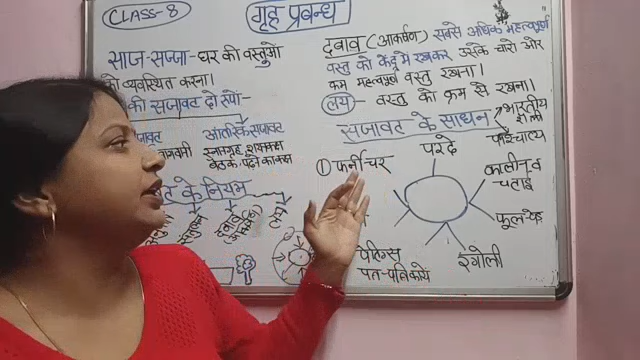 CLASS-8
गृह प्रबन्ध
साज-सज्जा-घर की वस्तुओ
को व्यवस्थित करना।
की सजावट दो रूपो-
आंतरिक सजावट
बागवानी स्नानगृह, शयनकक्ष
बैठक, पढ़ने का कक्ष
के नियम
दबाव (आकर्षण) सबसे अधिक महत्वपूर्ण
वस्तु को केंद्र मे रखकर उसके चारो ओर
कम महत्वपूर्ण वस्तु रखना।
लय - वस्तु को क्रम से रखना।
सजावट के साधन
भारतीय
शैली
पाश्चात्य
परदे
① फर्नीचर
कालीन व
चटाई
रंगोली
पत्र-पत्रिकाये